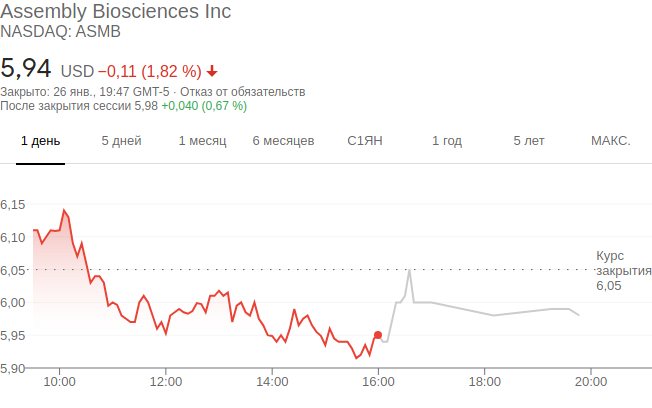 Assembly Biosciences Inc
NASDAQ: ASMB
5,94 USD −0,11 (1,82 %)
Закрыто: 26 янв., 19:47 GMT-5 · Отказ от обязательств
После закрытия сессии 5,98 +0,040 (0,67 %)
1 день 5 дней 1 месяц 6 месяцев С1ЯН 1 год 5 лет МАКС.
6,15
6,10
Курс
закрытия
6,05
6,05
6,00
5,95
5,90
10:00 12:00 14:00 16:00 18:00 20:00